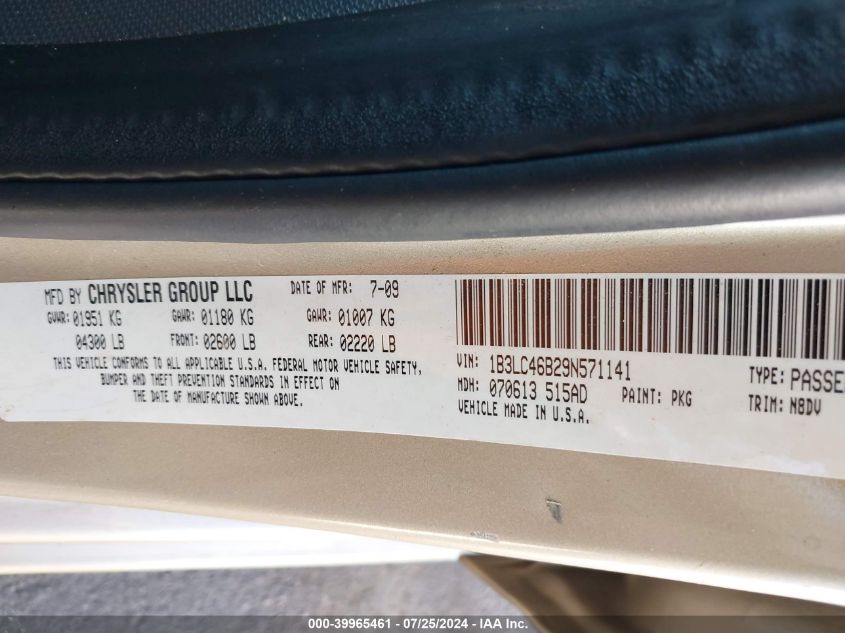 MFD BY CHRYSLER GROUP LLC DATE OF MFR: 7-09
GVWR: 01951 KG GAWR: 01180 KG GAWR: 01007 KG
04300 LB FRONT: 02600 LB REAR: 02220 LB
THIS VEHICLE CONFORMS TO ALL APPLICABLE U.S.A. FEDERAL MOTOR VEHICLE SAFETY,
BUMPER AND THEFT PREVENTION STANDARDS IN EFFECT ON
THE DATE OF MANUFACTURE SHOWN ABOVE.
VIN: 1B3LC46B29N571141 TYPE: PASSE
MDH: 070613 515AD PAINT: PKG TRIM: N8DV
VEHICLE MADE IN U.S.A.
000-39965461 - 07/25/2024 - IAA Inc.